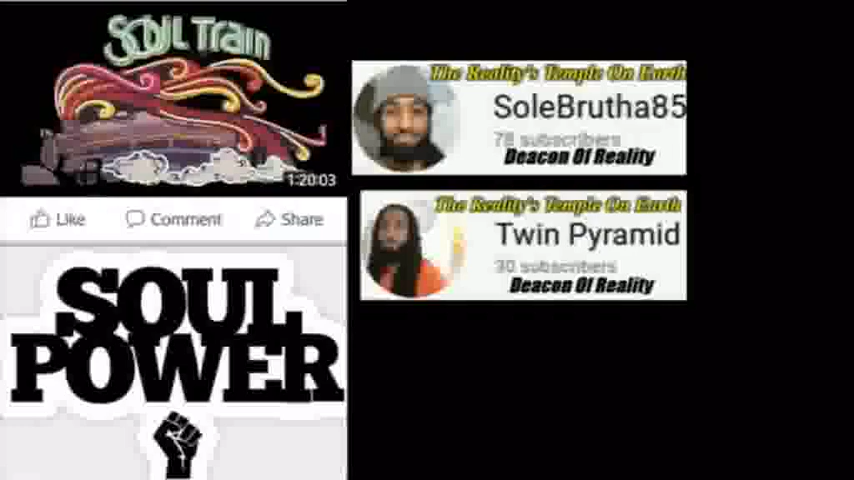 SOUL TRAIN
1:20:03
Like Comment Share
SOUL
POWER
The Reality's Temple On Earth
SoleBrutha85
78 subscribers
Deacon Of Reality
The Reality's Temple On Earth
Twin Pyramid
30 subscribers
Deacon Of Reality